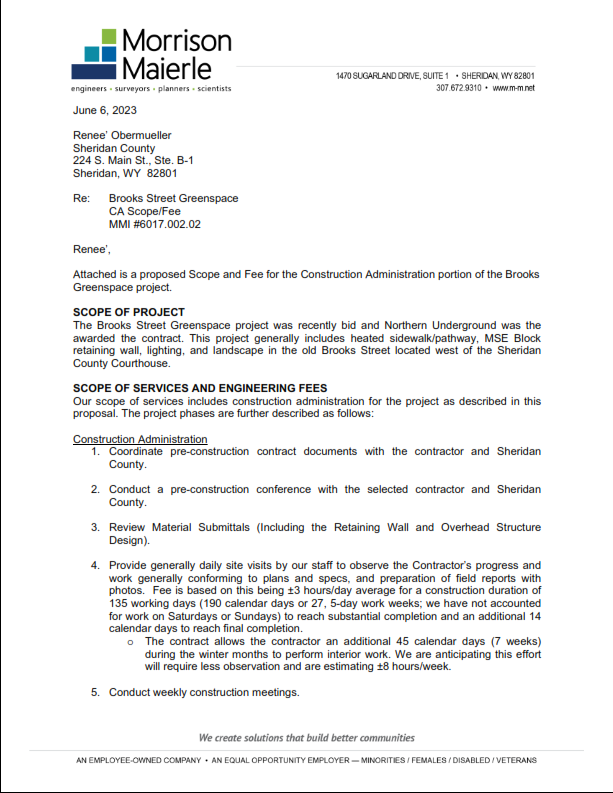 Morrison
Maierle
engineers - surveyors - planners - scientists
1470 SUGARLAND DRIVE, SUITE 1 • SHERIDAN, WY 82801
307.672.9310 • www.m-m.net
June 6, 2023
Renee' Obermueller
Sheridan County
224 S. Main St., Ste. B-1
Sheridan, WY 82801
Re: Brooks Street Greenspace
CA Scope/Fee
MMI #6017.002.02
Renee',
Attached is a proposed Scope and Fee for the Construction Administration portion of the Brooks
Greenspace project.
SCOPE OF PROJECT
The Brooks Street Greenspace project was recently bid and Northern Underground was the
awarded the contract. This project generally includes heated sidewalk/pathway, MSE Block
retaining wall, lighting, and landscape in the old Brooks Street located west of the Sheridan
County Courthouse.
SCOPE OF SERVICES AND ENGINEERING FEES
Our scope of services includes construction administration for the project as described in this
proposal. The project phases are further described as follows:
Construction Administration
1. Coordinate pre-construction contract documents with the contractor and Sheridan
County.
2. Conduct a pre-construction conference with the selected contractor and Sheridan
County.
3. Review Material Submittals (Including the Retaining Wall and Overhead Structure
Design).
4. Provide generally daily site visits by our staff to observe the Contractor's progress and
work generally conforming to plans and specs, and preparation of field reports with
photos. Fee is based on this being ±3 hours/day average for a construction duration of
135 working days (190 calendar days or 27, 5-day work weeks; we have not accounted
for work on Saturdays or Sundays) to reach substantial completion and an additional 14
calendar days to reach final completion.
o The contract allows the contractor an additional 45 calendar days (7 weeks)
during the winter months to perform interior work. We are anticipating this effort
will require less observation and are estimating ±8 hours/week.
5. Conduct weekly construction meetings.
We create solutions that build better communities
AN EMPLOYEE-OWNED COMPANY • AN EQUAL OPPORTUNITY EMPLOYER — MINORITIES / FEMALES / DISABLED / VETERANS